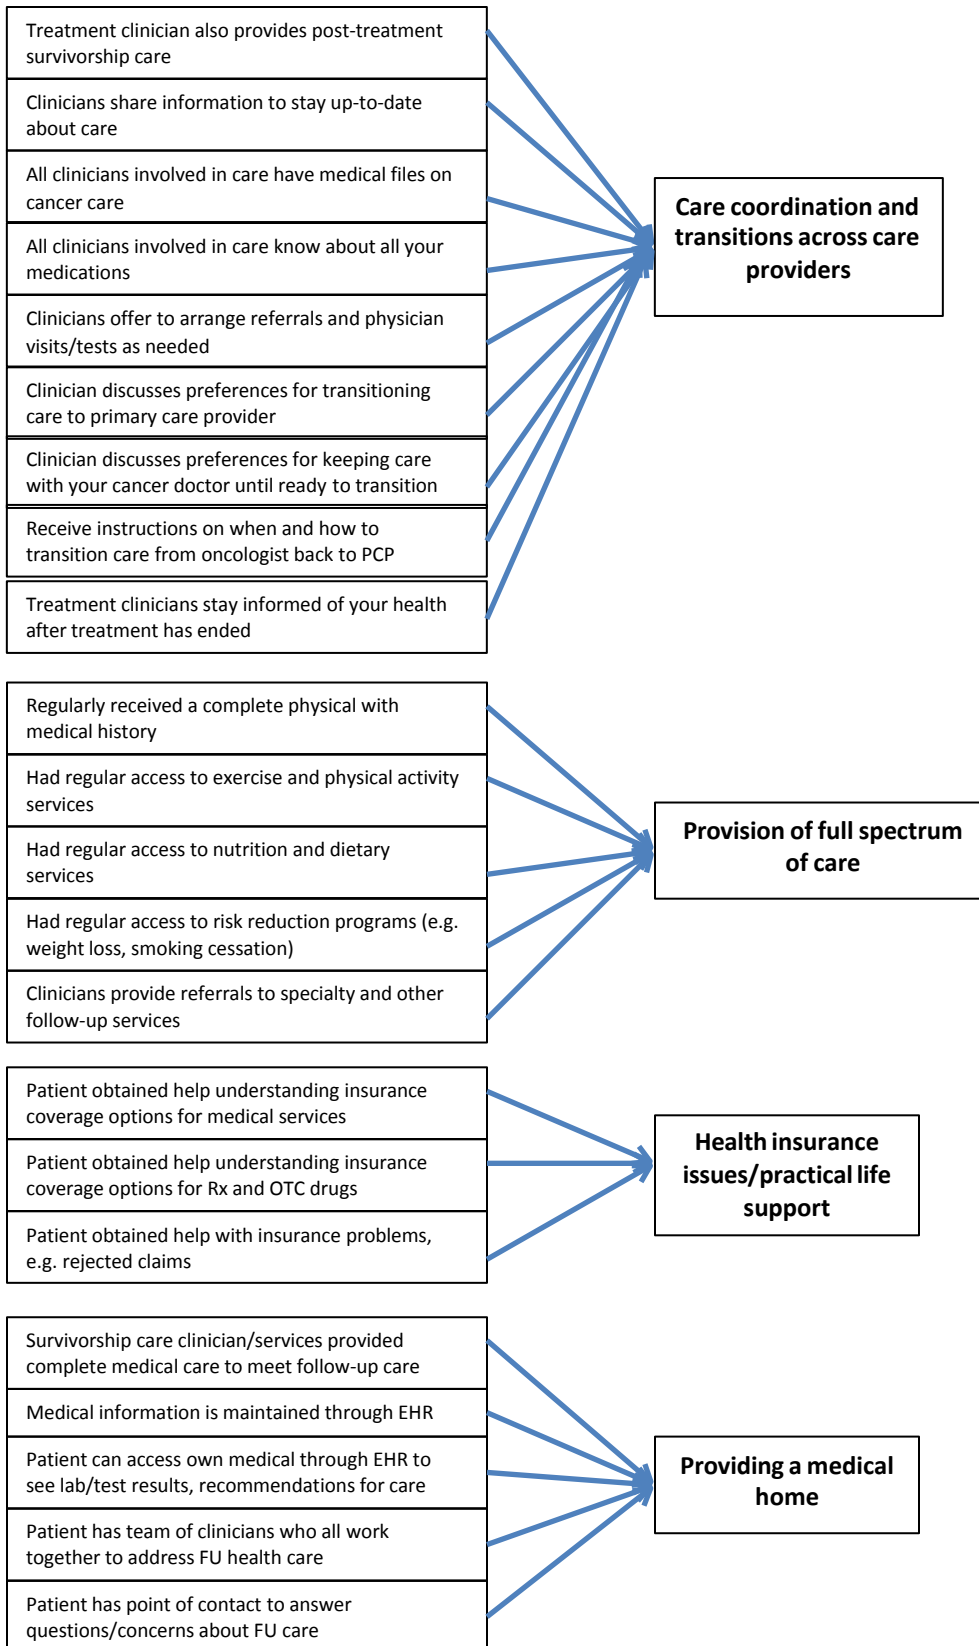 Treatment clinician also provides post-treatment
survivorship care
Clinicians share information to stay up-to-date
about care
All clinicians involved in care have medical files on
cancer care
All clinicians involved in care know about all your
medications
Clinicians offer to arrange referrals and physician
visits/tests as needed
Clinician discusses preferences for transitioning
care to primary care provider
Clinician discusses preferences for keeping care
with your cancer doctor until ready to transition
Receive instructions on when and how to
transition care from oncologist back to PCP
Treatment clinicians stay informed of your health
after treatment has ended
Care coordination and
transitions across care
providers
Regularly received a complete physical with
medical history
Had regular access to exercise and physical activity
services
Had regular access to nutrition and dietary
services
Had regular access to risk reduction programs (e.g.
weight loss, smoking cessation)
Clinicians provide referrals to specialty and other
follow-up services
Provision of full spectrum
of care
Patient obtained help understanding insurance
coverage options for medical services
Patient obtained help understanding insurance
coverage options for Rx and OTC drugs
Patient obtained help with insurance problems,
e.g. rejected claims
Health insurance
issues/practical life
support
Survivorship care clinician/services provided
complete medical care to meet follow-up care
Medical information is maintained through EHR
Patient can access own medical through EHR to
see lab/test results, recommendations for care
Patient has team of clinicians who all work
together to address FU health care
Patient has point of contact to answer
questions/concerns about FU care
Providing a medical
home